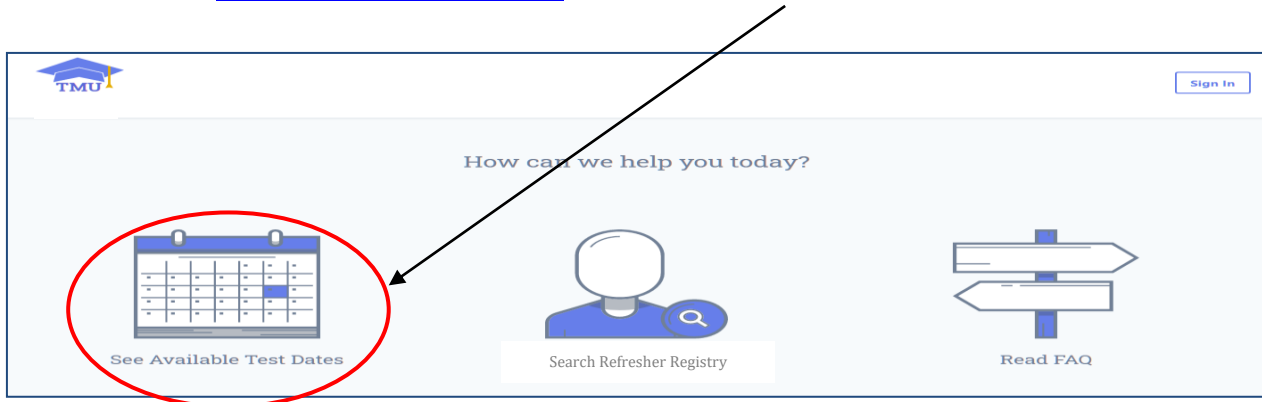 TMU
Sign In
How can we help you today?
See Available Test Dates
Search Refresher Registry
Read FAQ